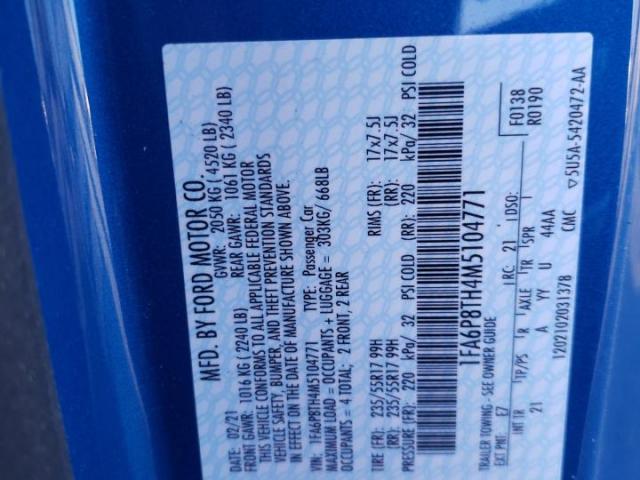 MFD. BY FORD MOTOR CO.
DATE: 02/21 GVWR: 2050 KG ( 4520 LB)
FRONT GAWR: 1016 KG ( 2240 LB) REAR GAWR: 1061 KG ( 2340 LB)
THIS VEHICLE CONFORMS TO ALL APPLICABLE FEDERAL MOTOR
VEHICLE SAFETY, BUMPER, AND THEFT PREVENTION STANDARDS
IN EFFECT ON THE DATE OF MANUFACTURE SHOWN ABOVE.
VIN: 1FA6P8TH4M5104771 TYPE: Passenger Car
MAXIMUM LOAD = OCCUPANTS + LUGGAGE = 303KG/ 668LB
OCCUPANTS = 4 TOTAL; 2 FRONT, 2 REAR
TIRE (FR): 235/55R17 99H RIMS (FR): 17x7.5J
TIRE (RR): 235/55R17 99H (RR): 17x7.5J
PRESSURE (FR): 220 kPa/ 32 PSI COLD (RR): 220 kPa/ 32 PSI COLD
1FA6P8TH4M5104771
TRAILER TOWING - SEE OWNER GUIDE F0138
EXT PNT: E7 RC: 21 DSO: R0190
INT TR TP/PS R AXLE TR SPR
21 A YY U 44AA
1202102031378 CMC ▽5U5A-5420472-AA